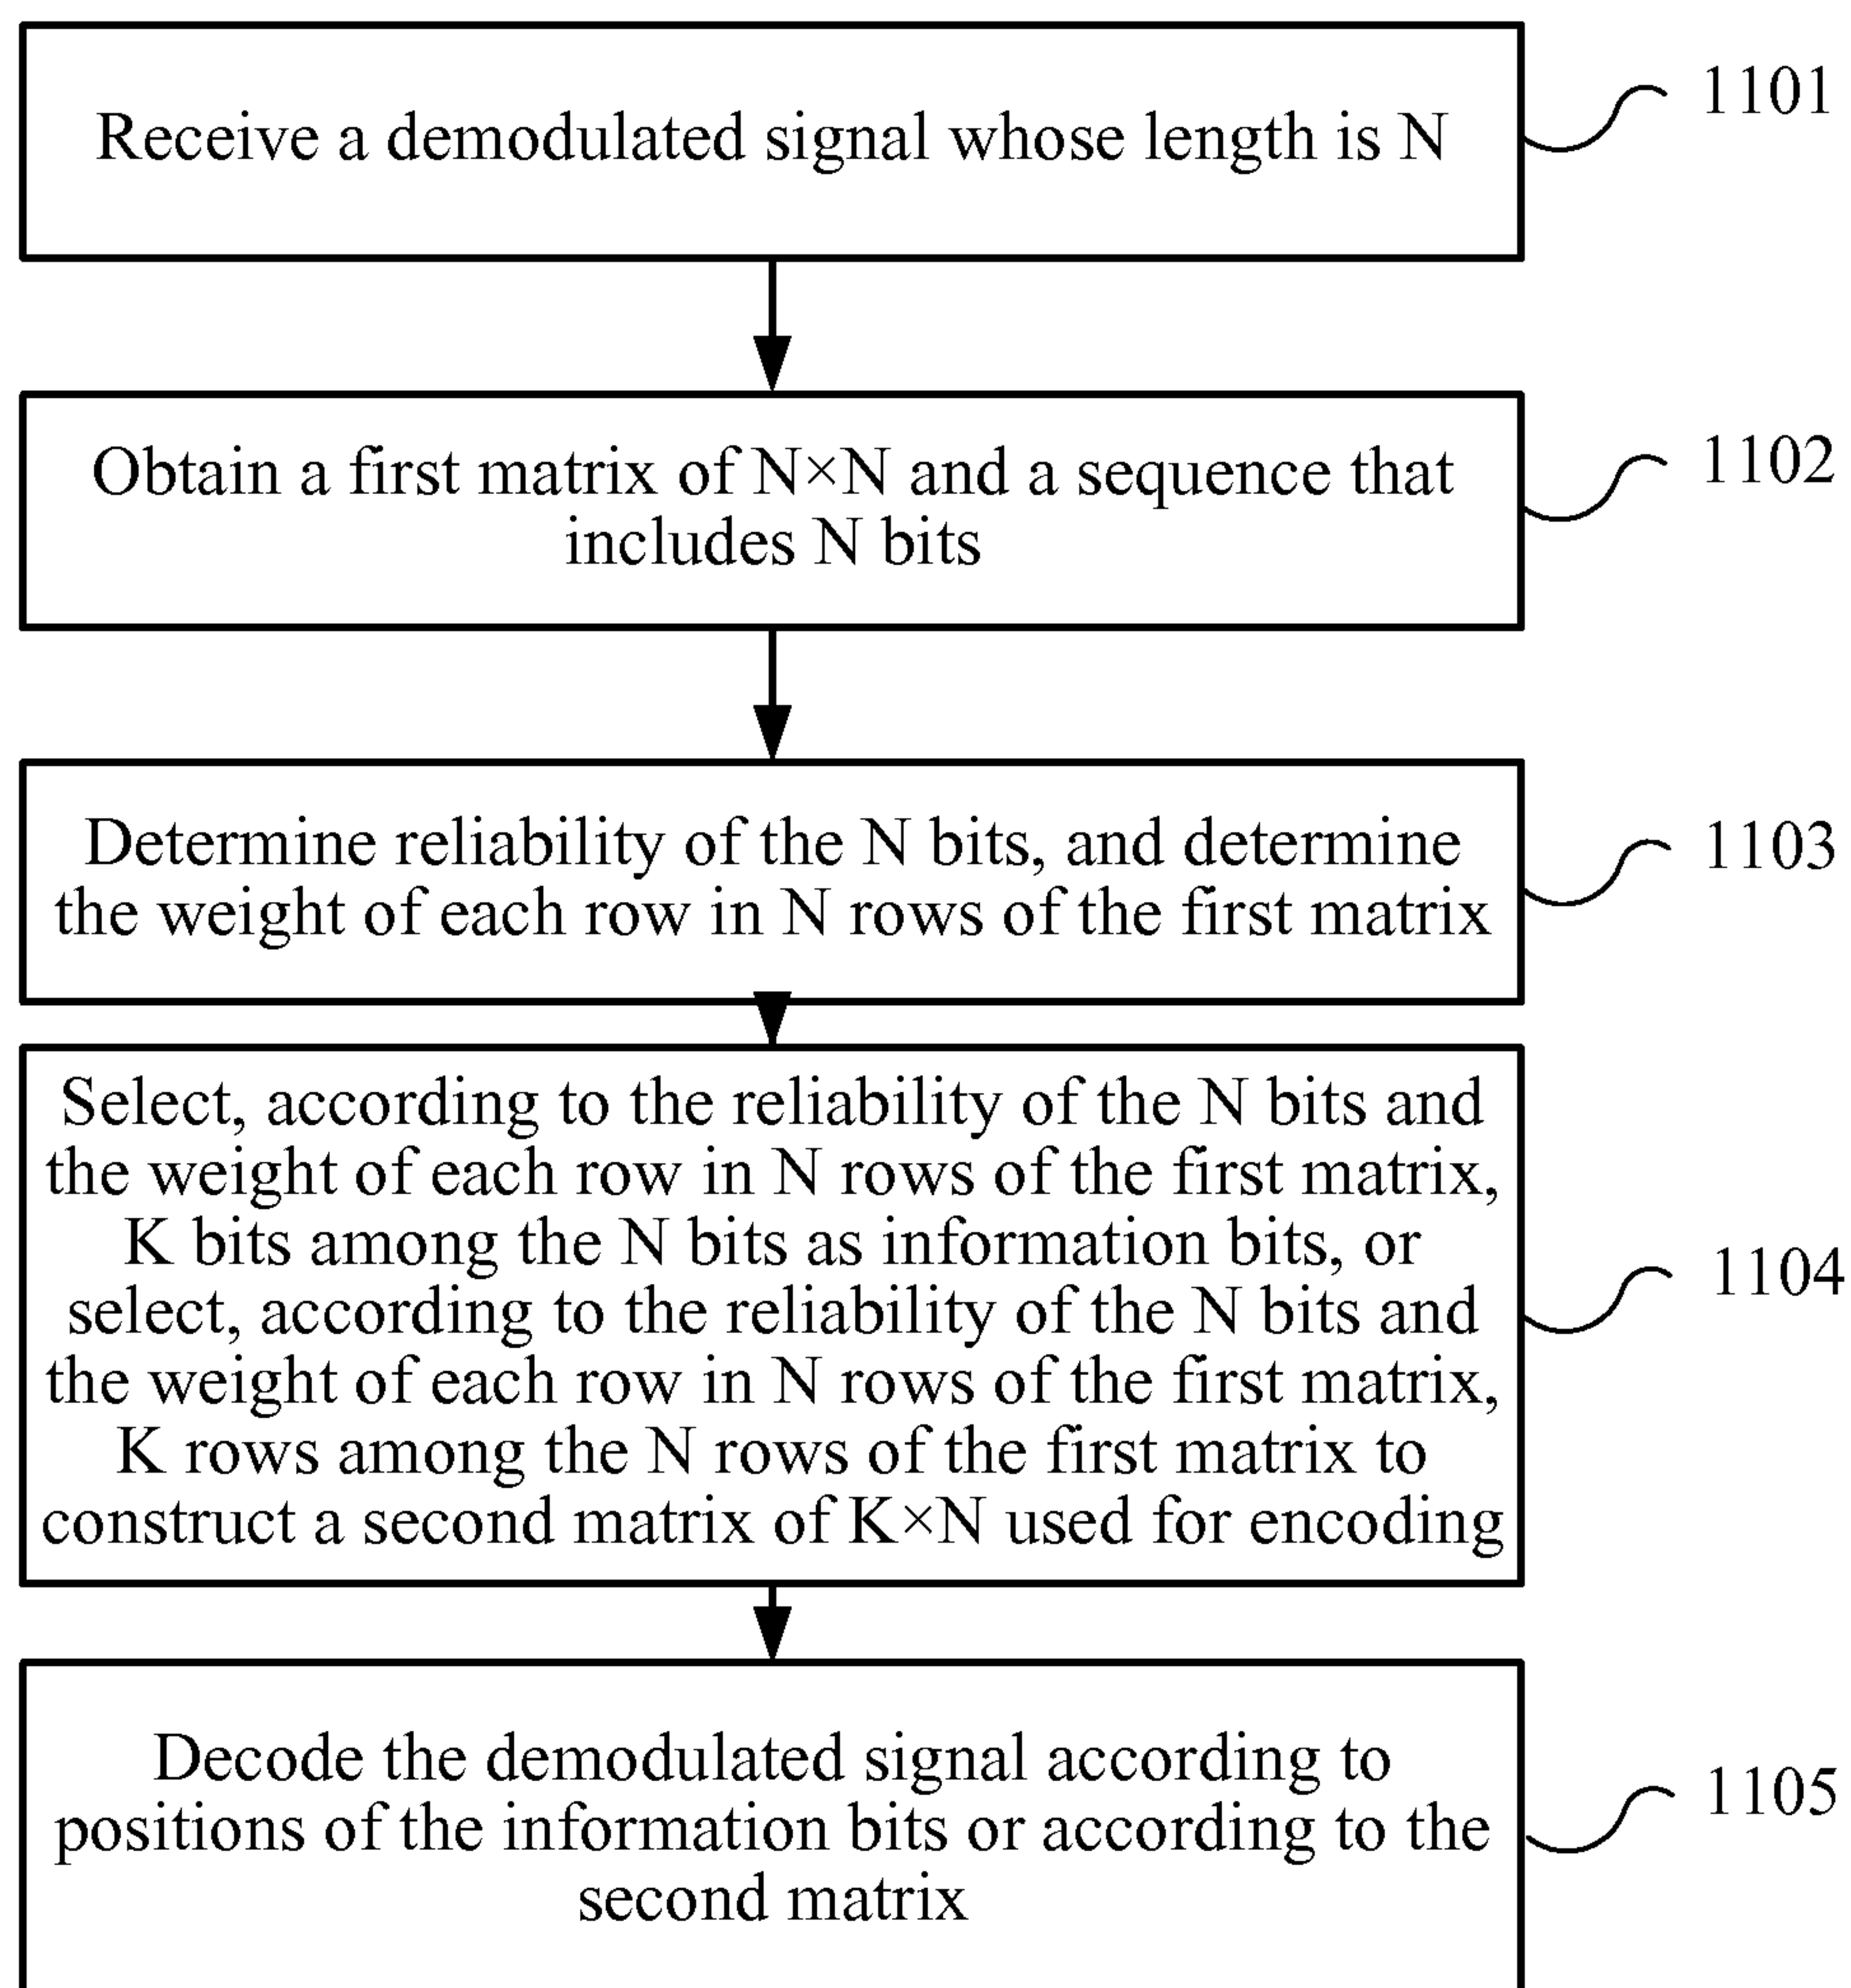 Receive a demodulated signal whose length is N
1101
Obtain a first matrix of N×N and a sequence that
includes N bits
1102
Determine reliability of the N bits, and determine
the weight of each row in N rows of the first matrix
1103
Select, according to the reliability of the N bits and
the weight of each row in N rows of the first matrix,
K bits among the N bits as information bits, or
select, according to the reliability of the N bits and
the weight of each row in N rows of the first matrix,
K rows among the N rows of the first matrix to
construct a second matrix of K×N used for encoding
1104
Decode the demodulated signal according to
positions of the information bits or according to the
second matrix
1105